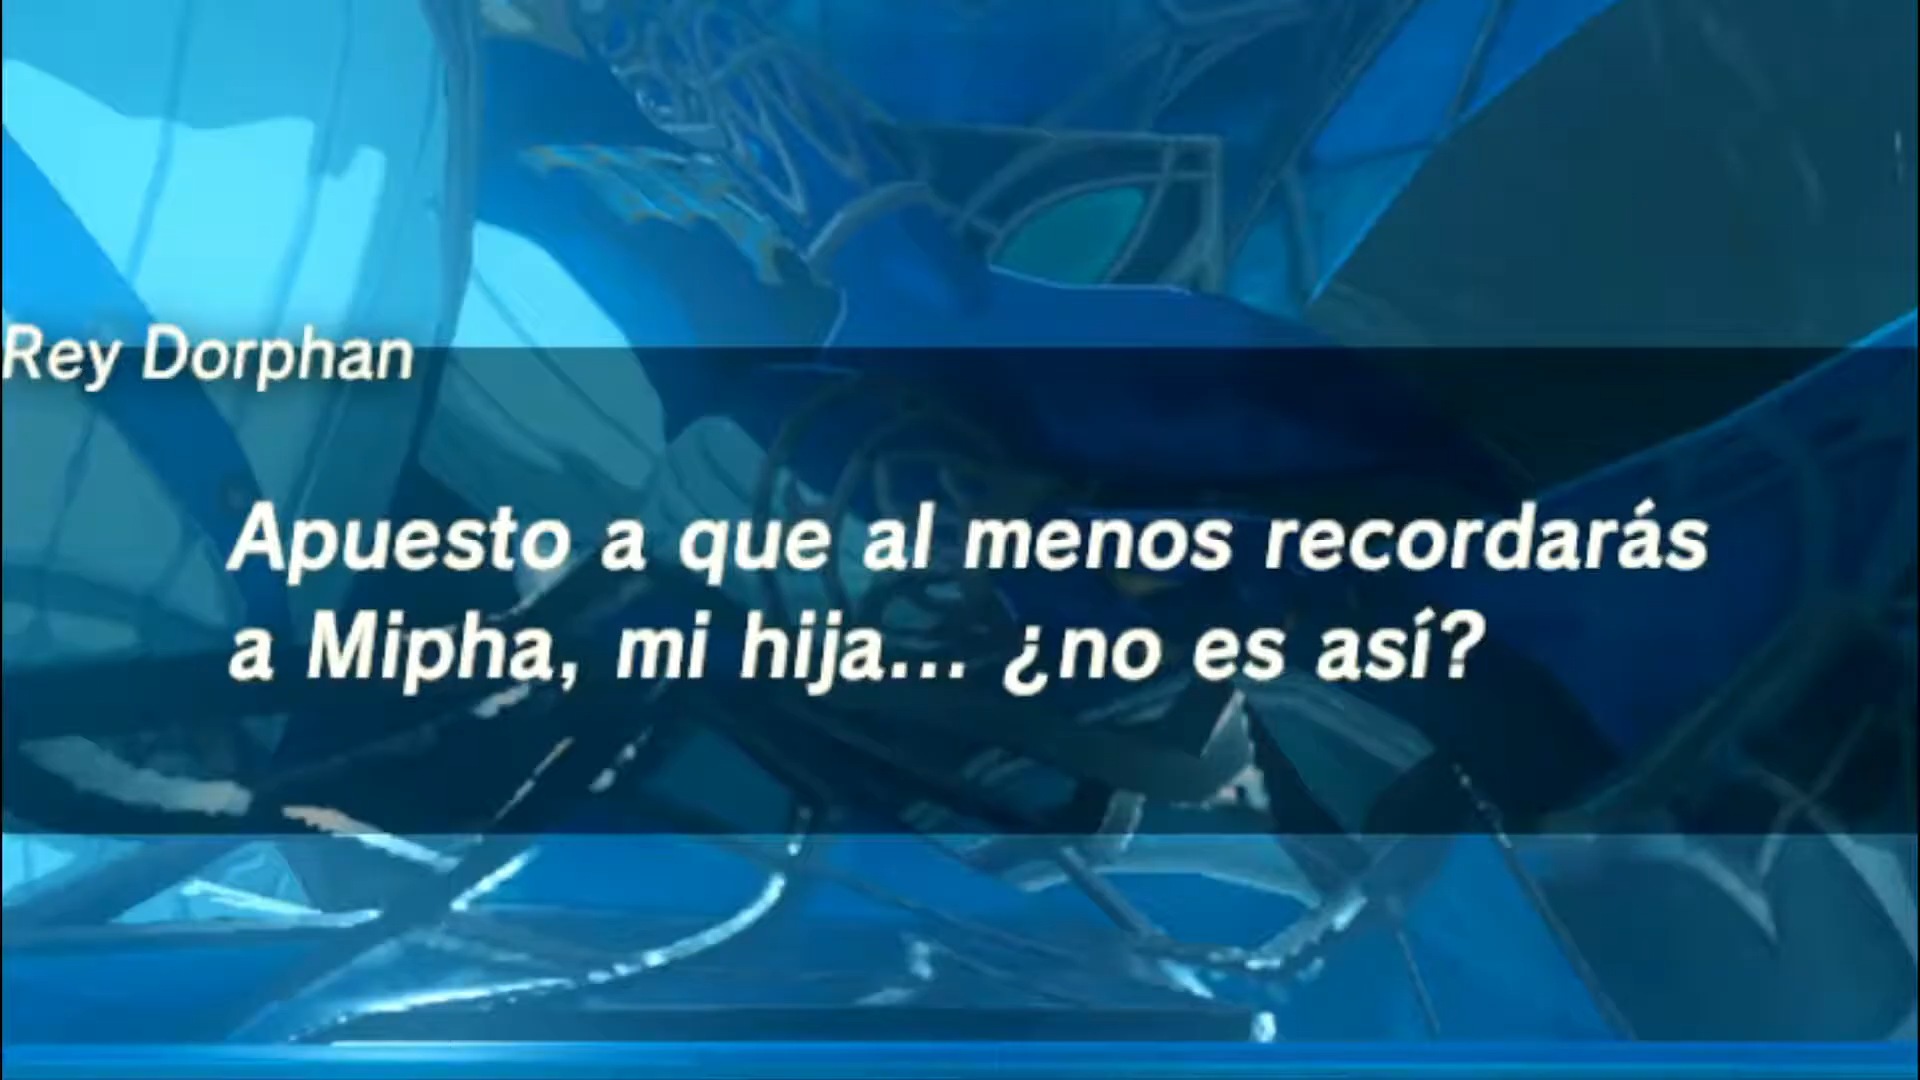 Rey Dorphan
Apuesto a que al menos recordarás
a Mipha, mi hija... ¿no es así?